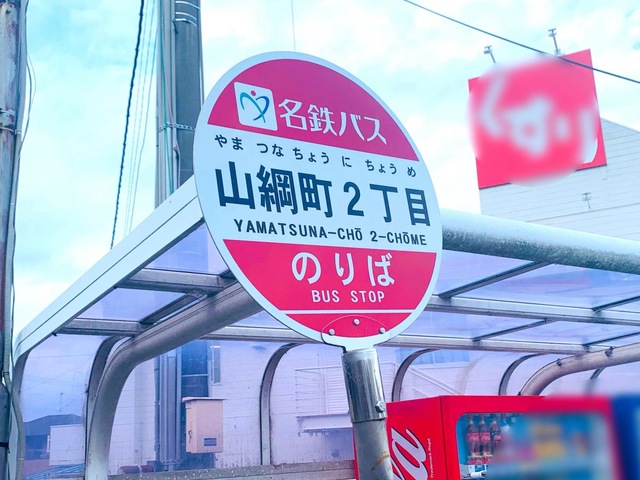 名鉄バス
やま つな ちょう に ちょう め
山綱町2丁目
YAMATSUNA-CHŌ 2-CHŌME
のりば
BUS STOP